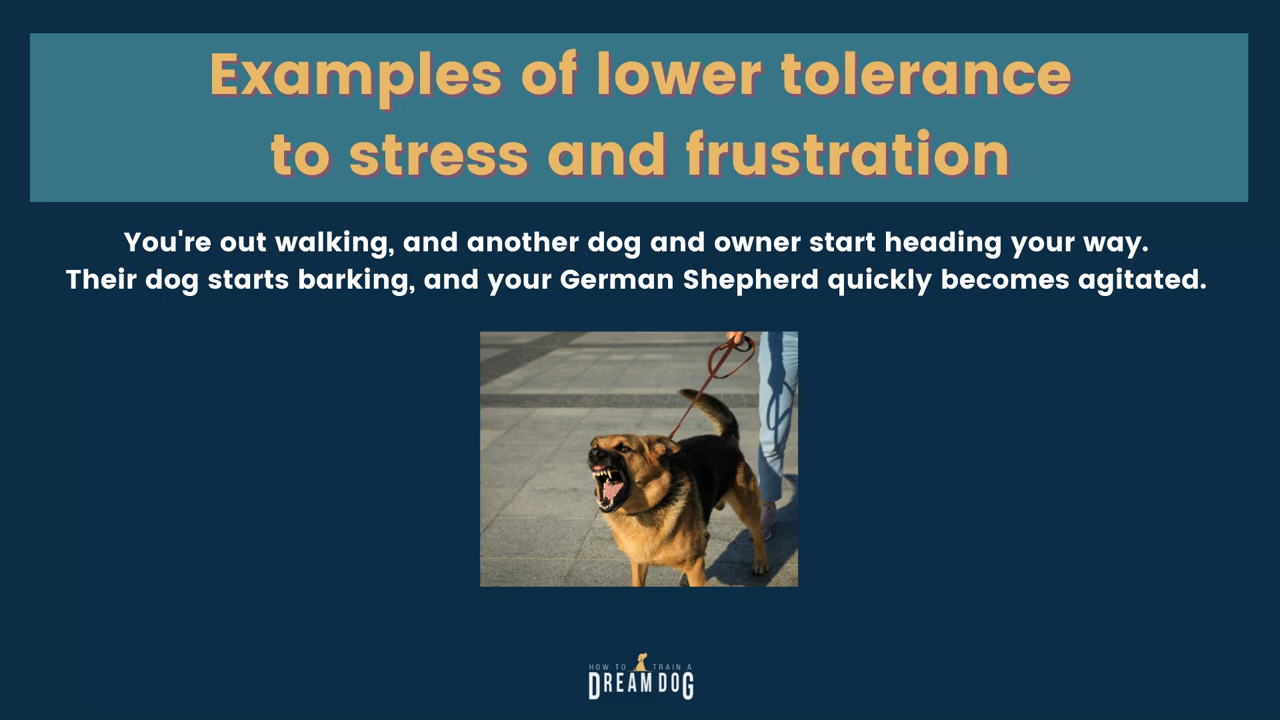 Examples of lower tolerance
to stress and frustration
You're out walking, and another dog and owner start heading your way.
Their dog starts barking, and your German Shepherd quickly becomes agitated.
HOW TO TRAIN A
DREAM DOG